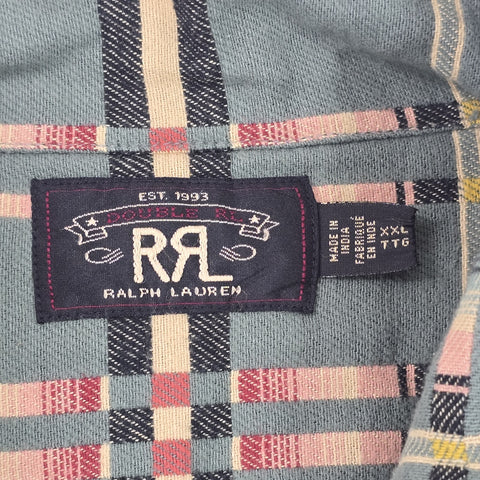 EST. 1993
DOUBLE RL
RRL
RALPH LAUREN
MADE IN
INDIA
FABRIQUÉ
EN INDE
XXL
TTG